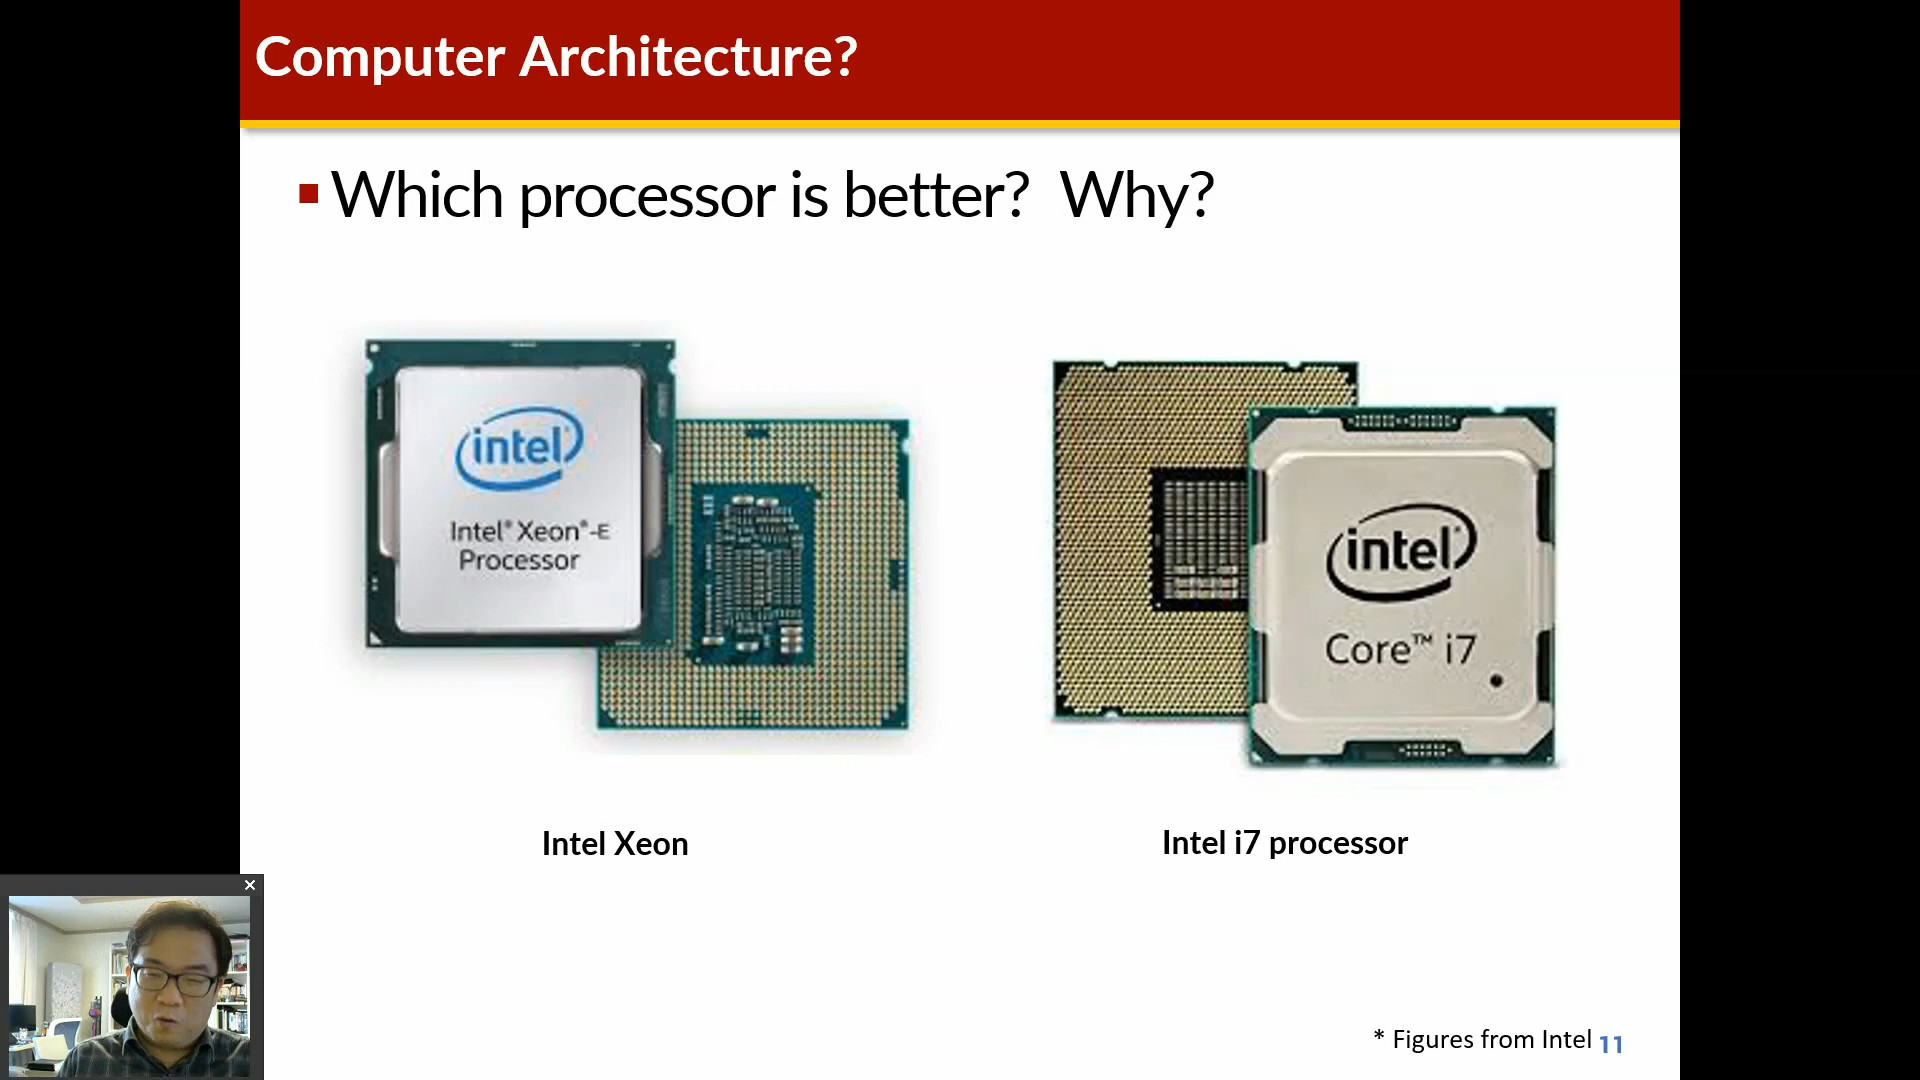 Computer Architecture?
Which processor is better? Why?
intel
Intel® Xeon®-E
Processor
intel
Core™ i7
Intel Xeon
Intel i7 processor
* Figures from Intel
11